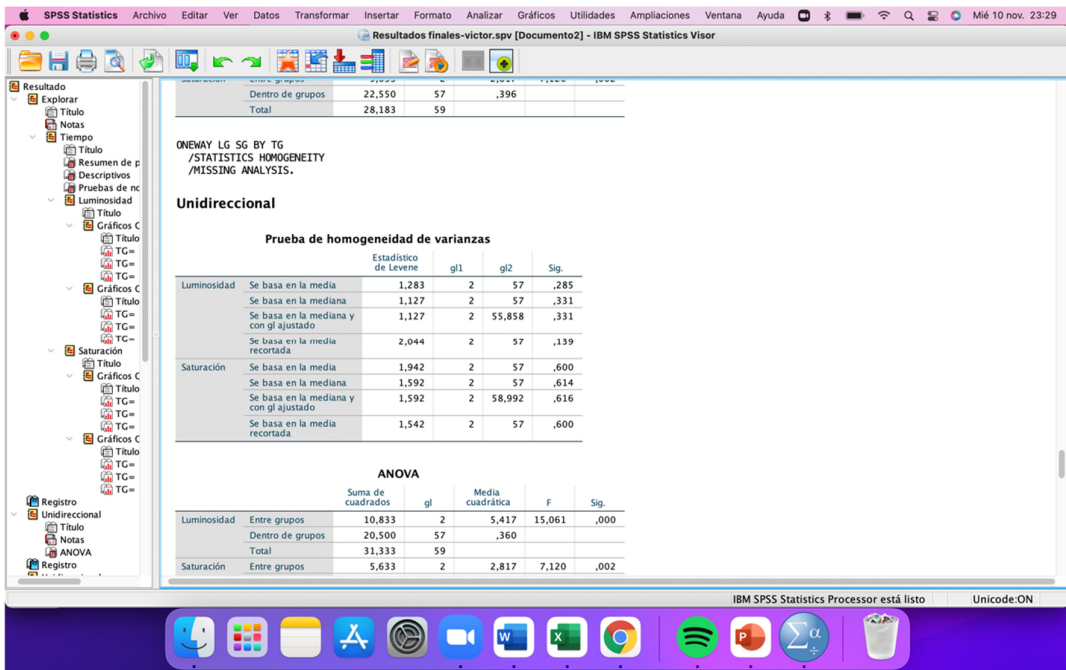 SPSS Statistics Archivo Editar Ver Datos Transformar Insertar Formato Analizar Gráficos Utilidades Ampliaciones Ventana Ayuda Mié 10 nov. 23:29
Resultados finales-victor.spv [Documento2] - IBM SPSS Statistics Visor
Resultado
Explorar
Título
Notas
Tiempo
Título
Resumen de p
Descriptivos
Pruebas de no
Luminosidad
Título
Gráficos C
Título
TG=
TG=
TG=
Gráficos C
Título
TG=
TG=
TG=
Saturación
Título
Gráficos C
Título
TG=
TG=
TG=
Gráficos C
Título
TG=
TG=
TG=
Registro
Unidireccional
Título
Notas
ANOVA
Registro
Saturación Entre grupos 2
Dentro de grupos 22,550 57 ,396
Total 28,183 59
ONEWAY LG SG BY TG
/STATISTICS HOMOGENEITY
/MISSING ANALYSIS.
Unidireccional
Prueba de homogeneidad de varianzas
Estadístico
de Levene gl1 gl2 Sig.
Luminosidad Se basa en la media 1,283 2 57 ,285
Se basa en la mediana 1,127 2 57 ,331
Se basa en la mediana y
con gl ajustado 1,127 2 55,858 ,331
Se basa en la media
recortada 2,044 2 57 ,139
Saturación Se basa en la media 1,942 2 57 ,600
Se basa en la mediana 1,592 2 57 ,614
Se basa en la mediana y
con gl ajustado 1,592 2 58,992 ,616
Se basa en la media
recortada 1,542 2 57 ,600
ANOVA
Suma de
cuadrados gl Media
cuadrática F Sig.
Luminosidad Entre grupos 10,833 2 5,417 15,061 ,000
Dentro de grupos 20,500 57 ,360
Total 31,333 59
Saturación Entre grupos 5,633 2 2,817 7,120 ,002
IBM SPSS Statistics Processor está listo Unicode:ON